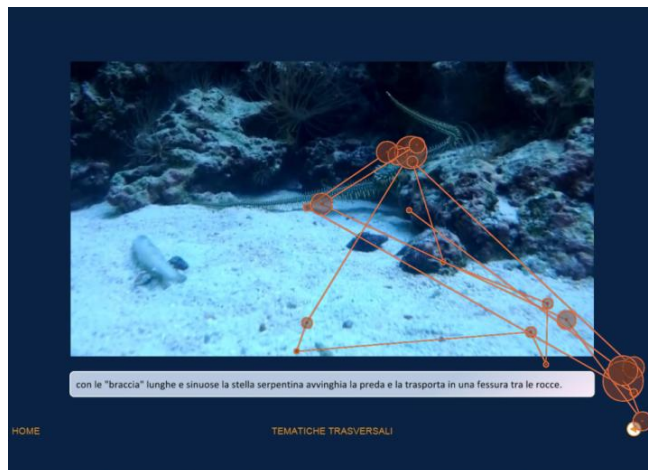 con le "braccia" lunghe e sinuose la stella serpentina avvinghia la preda e la trasporta in una fessura tra le rocce.
HOME
TEMATICHE TRASVERSALI